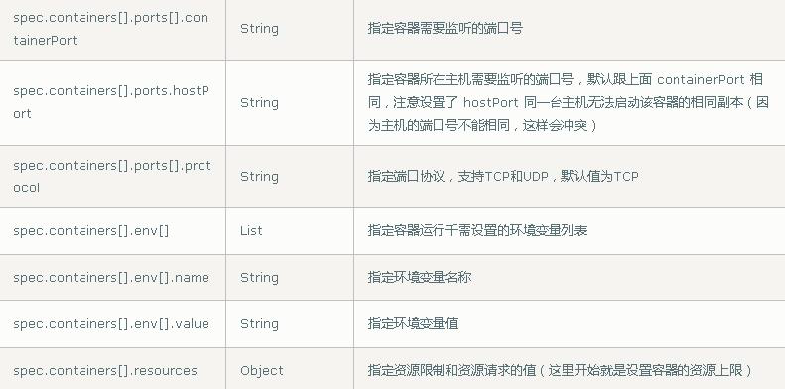 spec.containers[].ports[].con
tainerPort
String
指定容器需要监听的端口号
spec.containers[].ports.hostP
ort
String
指定容器所在主机需要监听的端口号，默认跟上面 containerPort 相
同，注意设置了 hostPort 同一台主机无法启动该容器的相同副本（因
为主机的端口号不能相同，这样会冲突）
spec.containers[].ports[].prct
ocol
String
指定端口协议，支持TCP和UDP，默认值为TCP
spec.containers[].env[]
List
指定容器运行千需设置的环境变量列表
spec.containers[].env[].name
String
指定环境变量名称
spec.containers[].env[].value
String
指定环境变量值
spec.containers[].resources
Object
指定资源限制和资源请求的值（这里开始就是设置容器的资源上限）